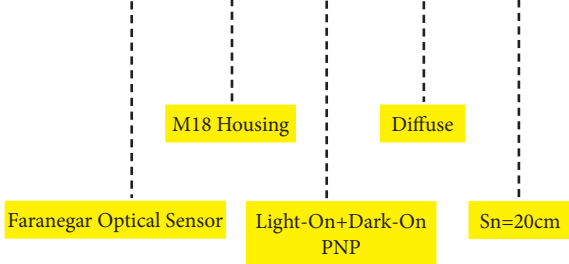 M18 Housing
Diffuse
Faranegar Optical Sensor
Light-On+Dark-On
PNP
Sn=20cm